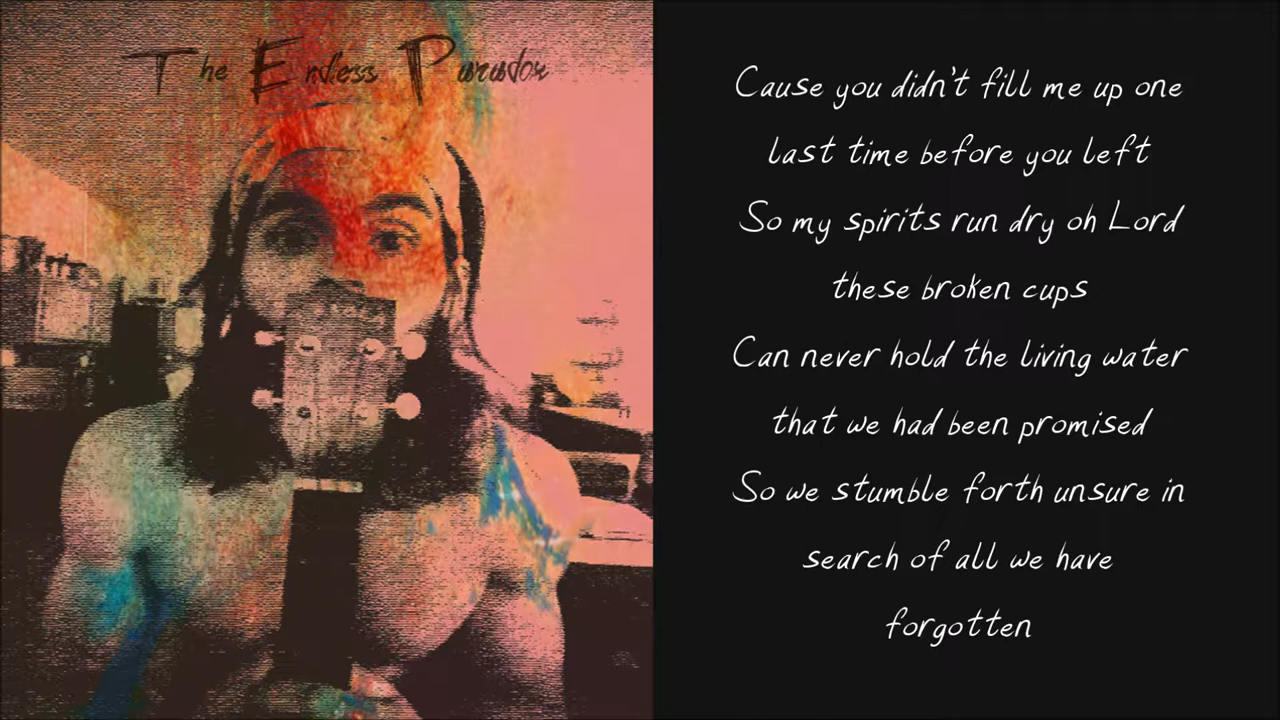 The Endless Paradox
Cause you didn't fill me up one
last time before you left
So my spirits run dry oh Lord
these broken cups
Can never hold the living water
that we had been promised
So we stumble forth unsure in
search of all we have
forgotten